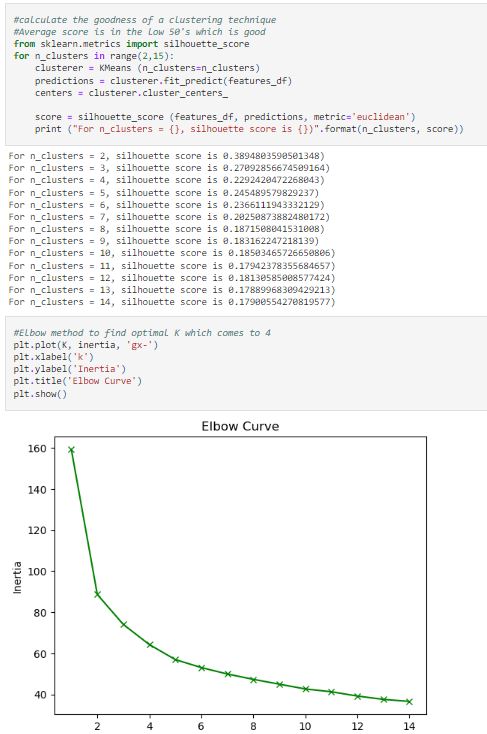 #calculate the goodness of a clustering technique
#Average score is in the low 50's which is good
from sklearn.metrics import silhouette_score
for n_clusters in range(2,15):
    clusterer = KMeans (n_clusters=n_clusters)
    predictions = clusterer.fit_predict(features_df)
    centers = clusterer.cluster_centers_
    score = silhouette_score (features_df, predictions, metric='euclidean')
    print ("For n_clusters = {}, silhouette score is {})".format(n_clusters, score))
For n_clusters = 2, silhouette score is 0.3894803590501348)
For n_clusters = 3, silhouette score is 0.27092856674509164)
For n_clusters = 4, silhouette score is 0.2292420472268043)
For n_clusters = 5, silhouette score is 0.245489579829237)
For n_clusters = 6, silhouette score is 0.2366111943332129)
For n_clusters = 7, silhouette score is 0.20250873882480172)
For n_clusters = 8, silhouette score is 0.1871508041531008)
For n_clusters = 9, silhouette score is 0.183162247218139)
For n_clusters = 10, silhouette score is 0.18503465726650806)
For n_clusters = 11, silhouette score is 0.17942378355684657)
For n_clusters = 12, silhouette score is 0.18130585008577424)
For n_clusters = 13, silhouette score is 0.17889968309429213)
For n_clusters = 14, silhouette score is 0.17900554270819577)
#Elbow method to find optimal K which comes to 4
plt.plot(K, inertia, 'gx-')
plt.xlabel('k')
plt.ylabel('Inertia')
plt.title('Elbow Curve')
plt.show()
Elbow Curve
160
140
120
100
80
60
40
Inertia
2 4 6 8 10 12 14